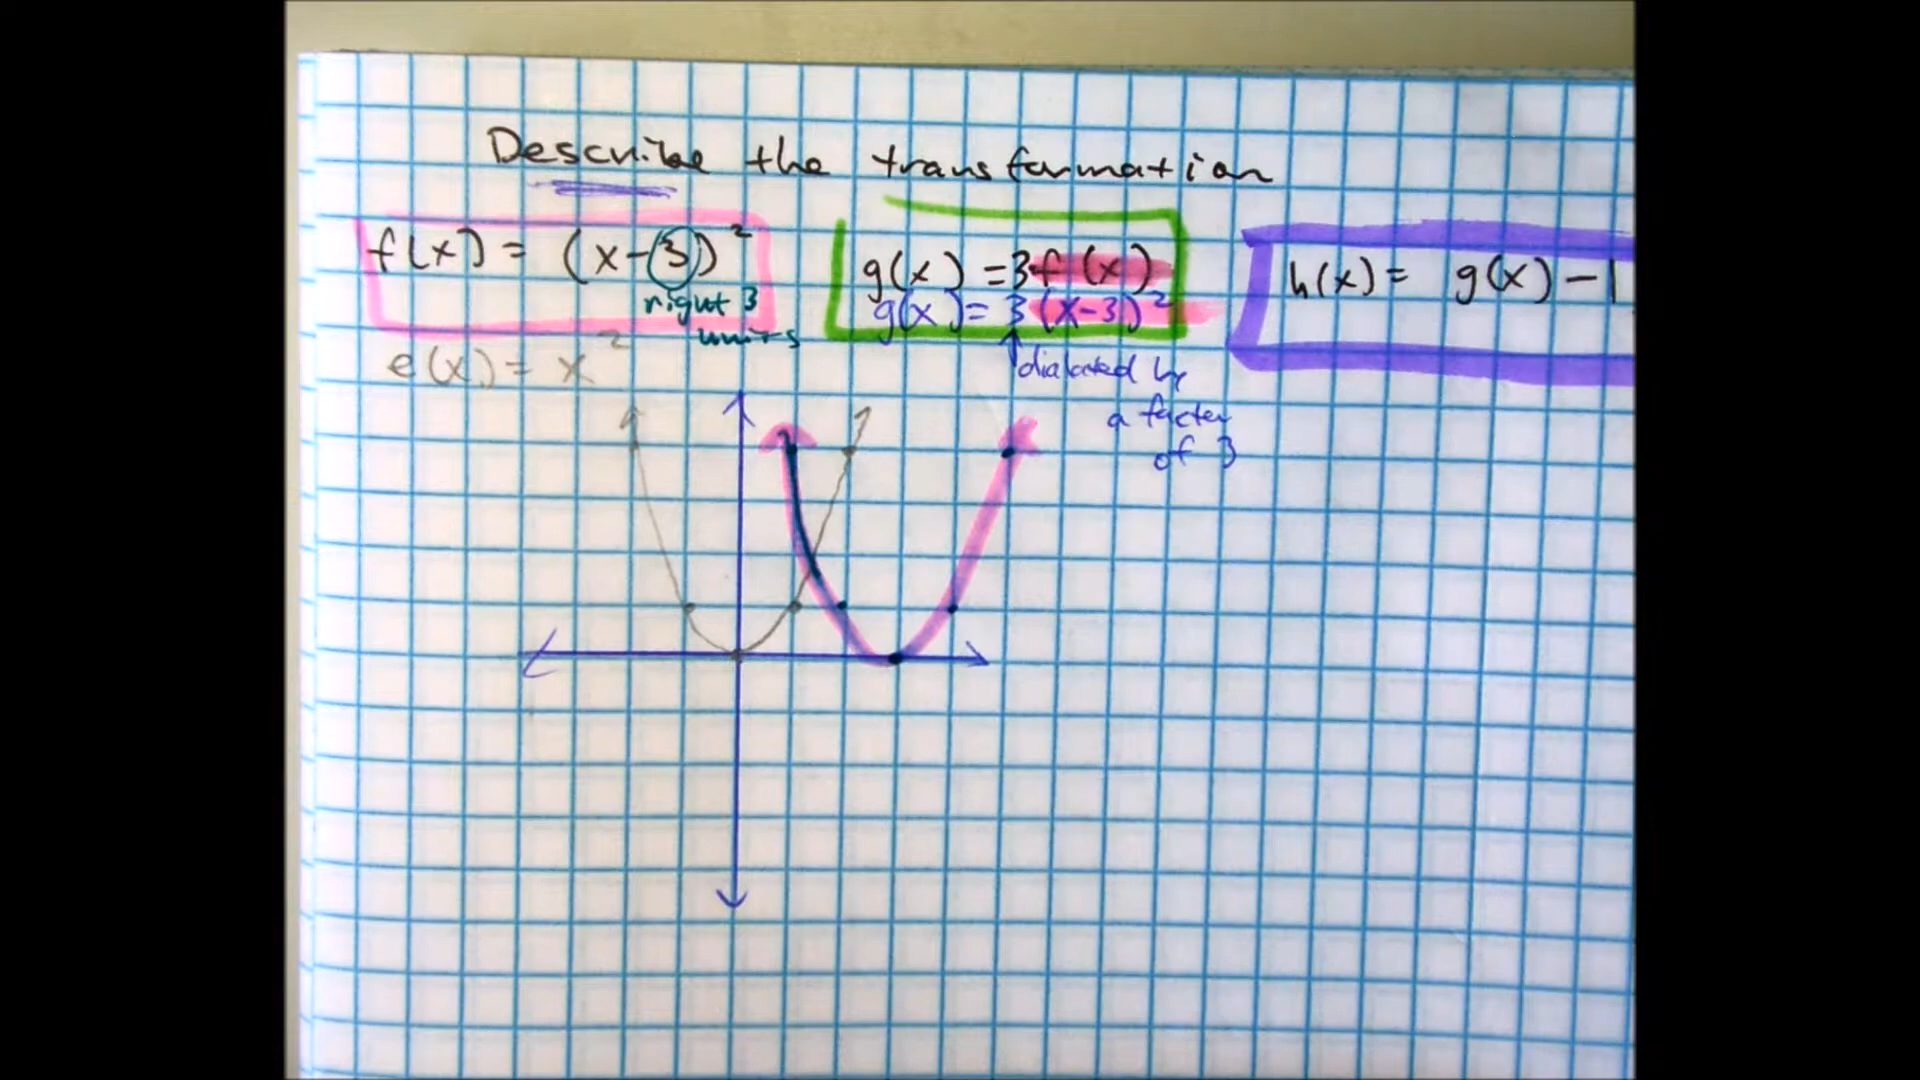 Describe the transformation
f(x) = (x-3)²
right 3
units
e(x) = x²
g(x) = 3f(x)
g(x) = 3(x-3)²
dialated by
a factor
of 3
h(x) = g(x) - 1